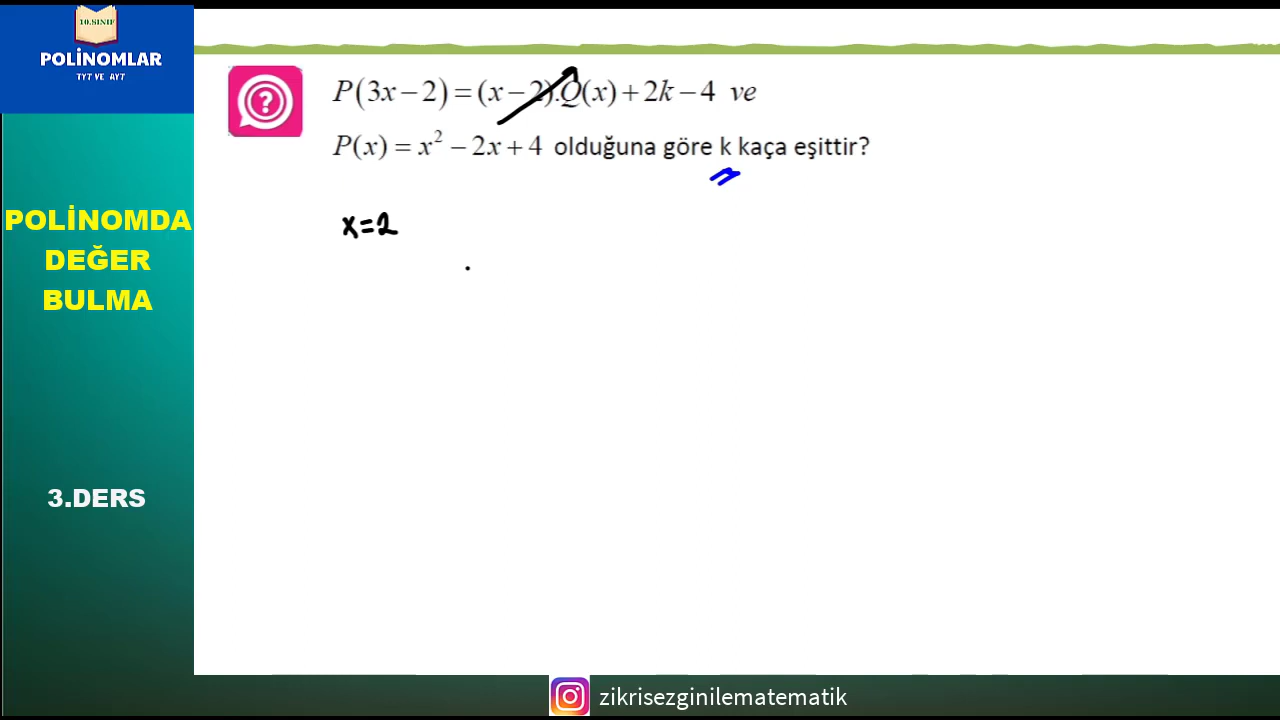 10.SINIF
POLİNOMLAR
TYT VE AYT
P(3x-2)=(x-2).Q(x)+2k-4 ve
P(x)=x²-2x+4 olduğuna göre k kaça eşittir?
x=2
POLİNOMDA
DEĞER
BULMA
3.DERS
zikrisezginilematematik